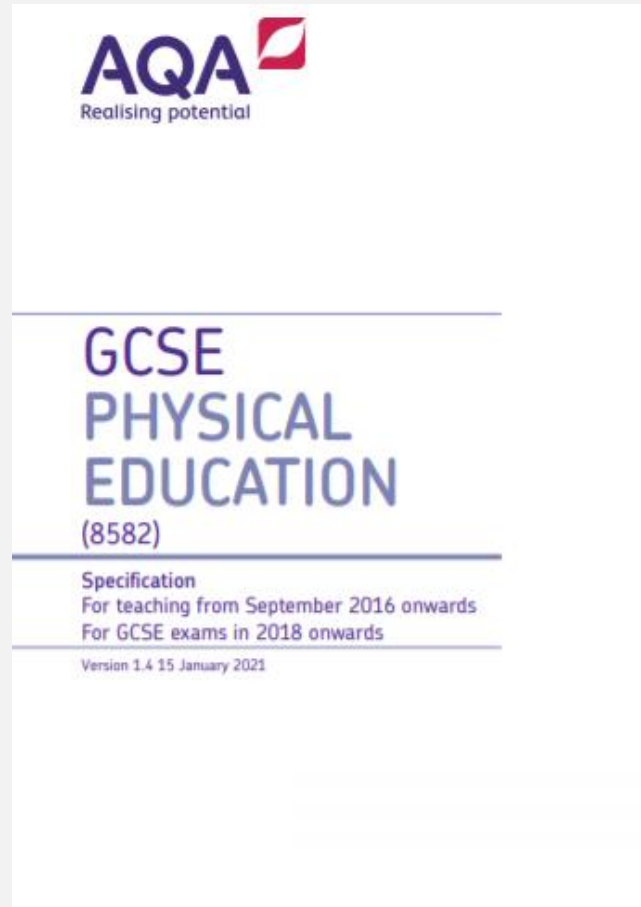 AQA
Realising potential
GCSE
PHYSICAL
EDUCATION
(8582)
Specification
For teaching from September 2016 onwards
For GCSE exams in 2018 onwards
Version 1.4 15 January 2021